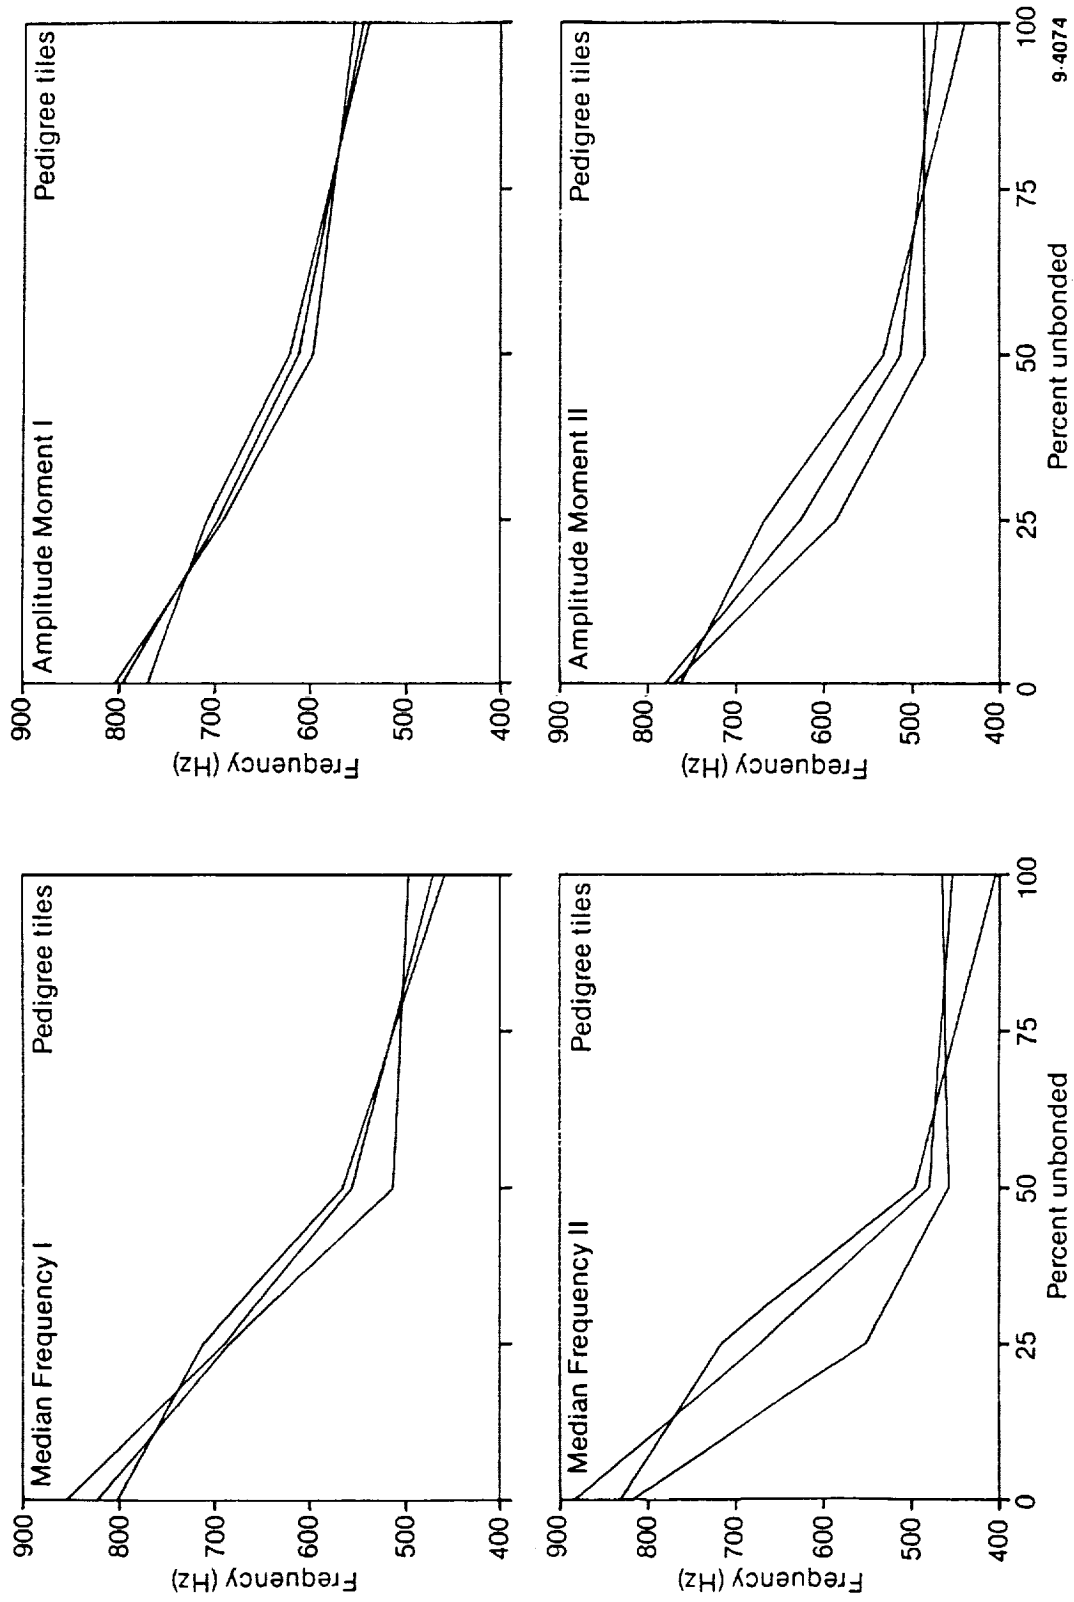 Median Frequency I
Pedigree tiles
900
800
700
600
500
400
Frequency (Hz)
Amplitude Moment I
Pedigree tiles
900
800
700
600
500
400
Frequency (Hz)
Median Frequency II
Pedigree tiles
900
800
700
600
500
400
Frequency (Hz)
0 25 50 75 100
Percent unbonded
Amplitude Moment II
Pedigree tiles
900
800
700
600
500
400
Frequency (Hz)
0 25 50 75 100
Percent unbonded
9-4074